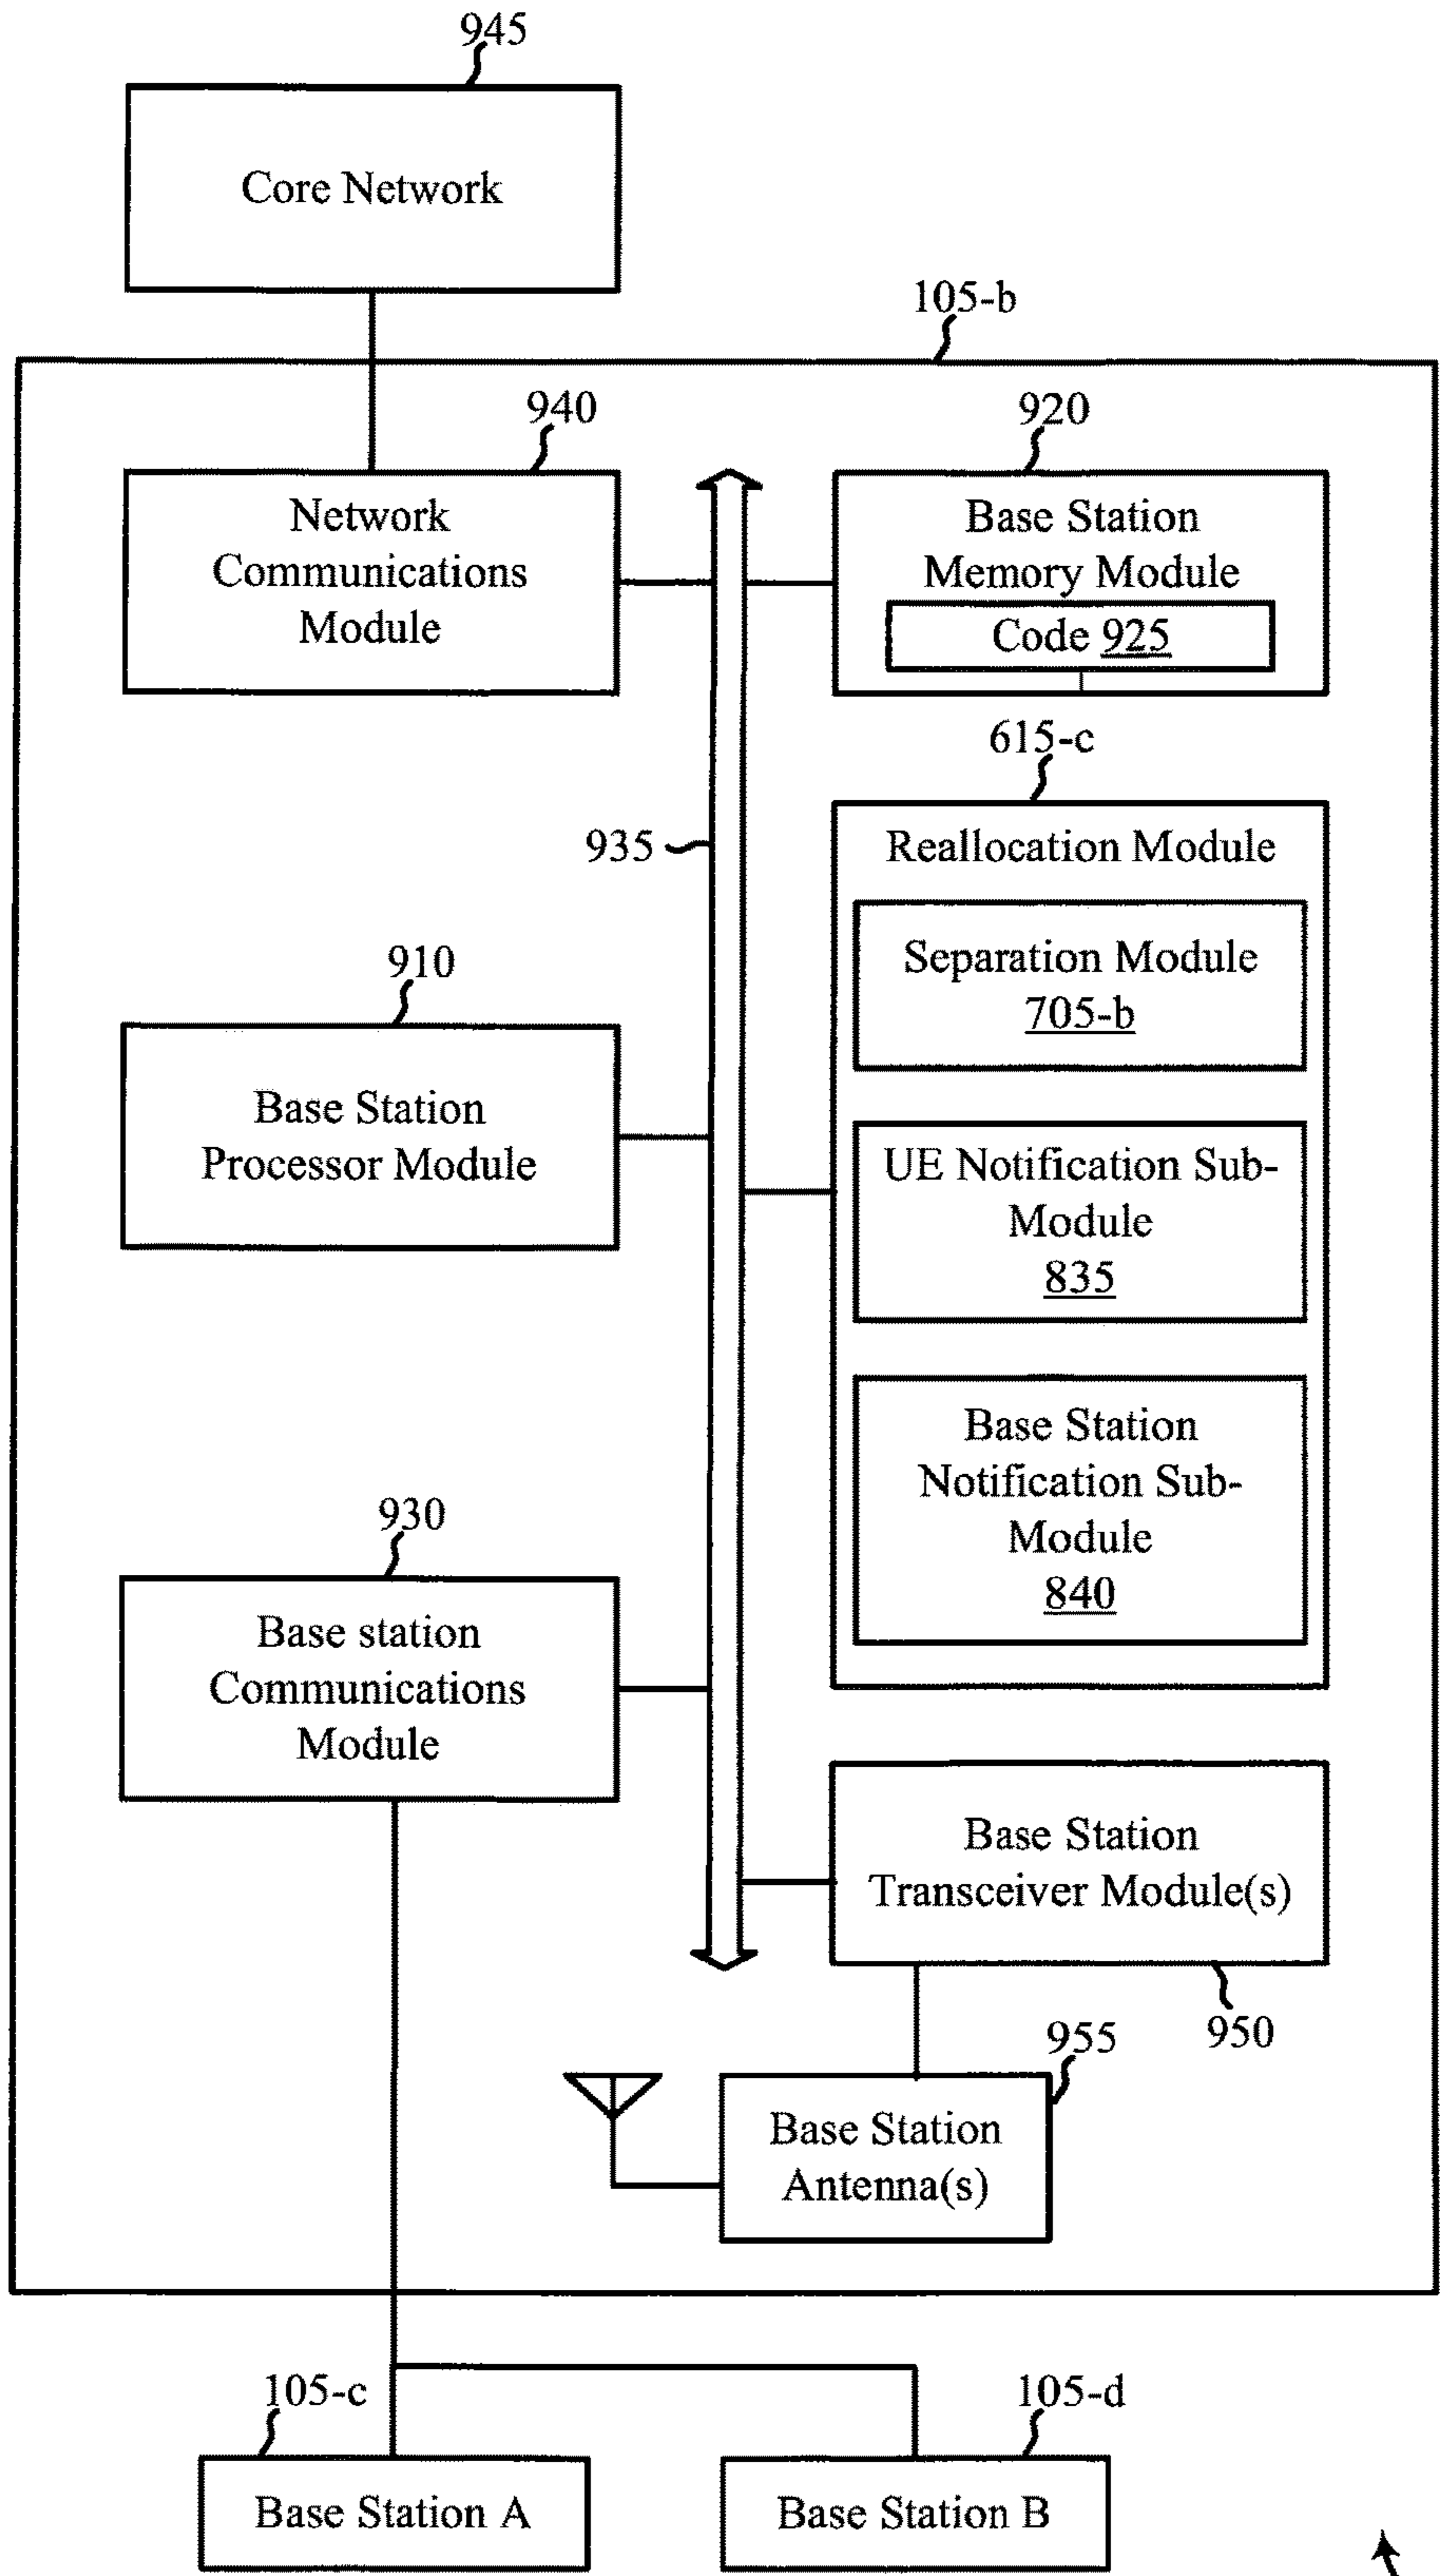 945
Core Network
105-b
940
920
Network
Communications
Module
Base Station
Memory Module
Code 925
615-c
935
Reallocation Module
Separation Module
705-b
910
Base Station
Processor Module
UE Notification Sub-
Module
835
Base Station
Notification Sub-
Module
840
930
Base station
Communications
Module
Base Station
Transceiver Module(s)
950
955
Base Station
Antenna(s)
105-c
105-d
Base Station A
Base Station B